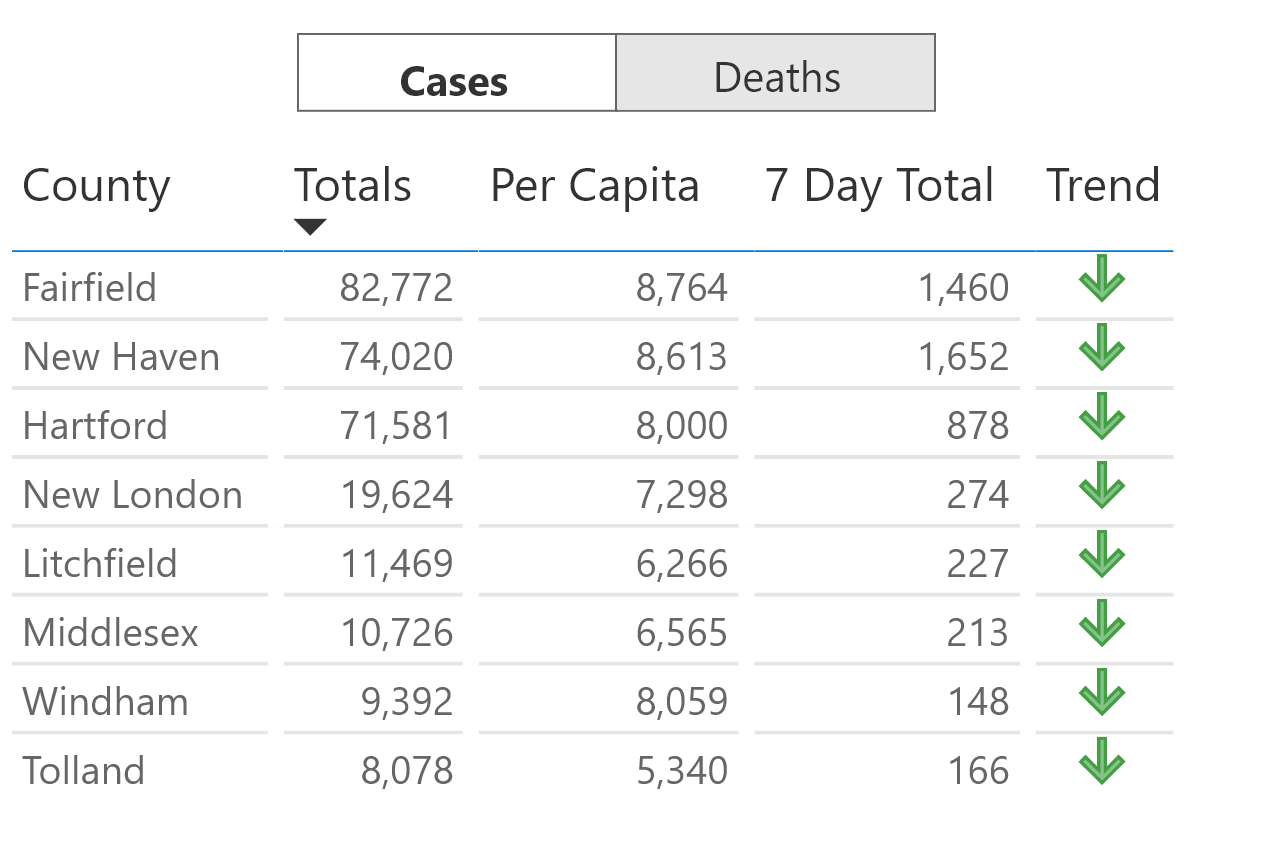 Cases Deaths
County Totals Per Capita 7 Day Total Trend
Fairfield 82,772 8,764 1,460
New Haven 74,020 8,613 1,652
Hartford 71,581 8,000 878
New London 19,624 7,298 274
Litchfield 11,469 6,266 227
Middlesex 10,726 6,565 213
Windham 9,392 8,059 148
Tolland 8,078 5,340 166